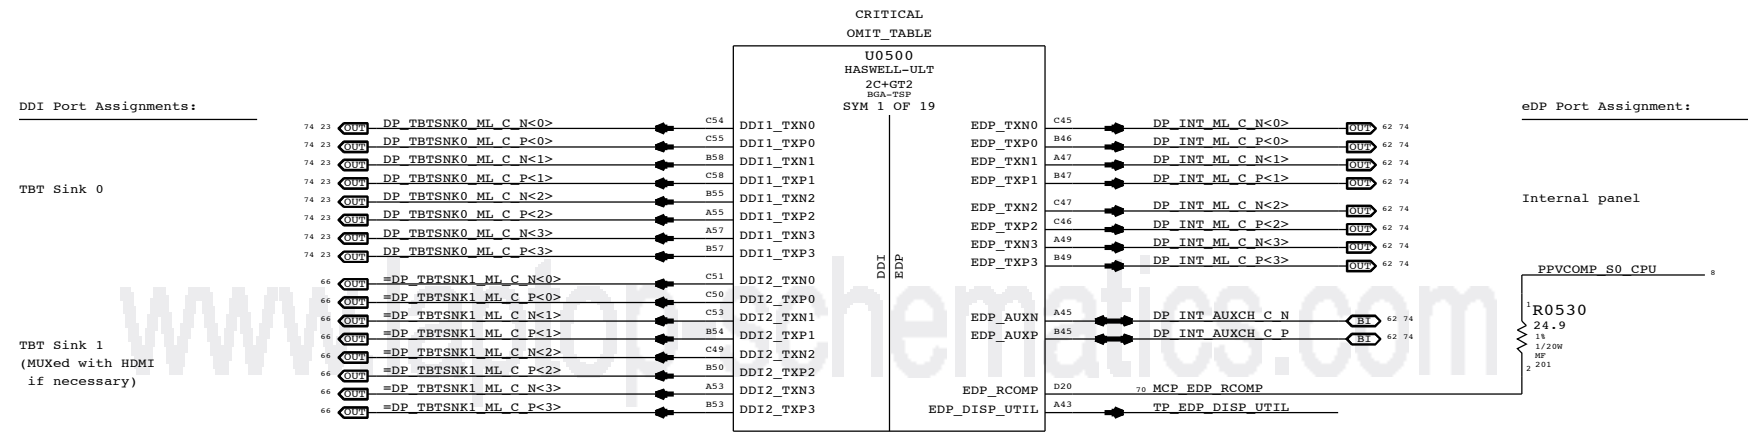 CRITICAL
OMIT_TABLE
U0500
HASWELL-ULT
2C+GT2
BGA-TSP
SYM 1 OF 19
DDI Port Assignments:
eDP Port Assignment:
74 23 OUT DP_TBTSNK0_ML_C_N<0> C54 DDI1_TXN0 EDP_TXN0 C45 DP_INT_ML_C_N<0> OUT 62 74
74 23 OUT DP_TBTSNK0_ML_C_P<0> C55 DDI1_TXP0 EDP_TXP0 B46 DP_INT_ML_C_P<0> OUT 62 74
74 23 OUT DP_TBTSNK0_ML_C_N<1> B58 DDI1_TXN1 EDP_TXN1 A47 DP_INT_ML_C_N<1> OUT 62 74
74 23 OUT DP_TBTSNK0_ML_C_P<1> C58 DDI1_TXP1 EDP_TXP1 B47 DP_INT_ML_C_P<1> OUT 62 74
TBT Sink 0
74 23 OUT DP_TBTSNK0_ML_C_N<2> B55 DDI1_TXN2 EDP_TXN2 C47 DP_INT_ML_C_N<2> OUT 62 74
Internal panel
74 23 OUT DP_TBTSNK0_ML_C_P<2> A55 DDI1_TXP2 EDP_TXP2 C46 DP_INT_ML_C_P<2> OUT 62 74
74 23 OUT DP_TBTSNK0_ML_C_N<3> A57 DDI1_TXN3 EDP_TXN3 A49 DP_INT_ML_C_N<3> OUT 62 74
74 23 OUT DP_TBTSNK0_ML_C_P<3> B57 DDI1_TXP3 EDP_TXP3 B49 DP_INT_ML_C_P<3> OUT 62 74
DDI EDP
PPVCOMP_S0_CPU 8
66 OUT =DP_TBTSNK1_ML_C_N<0> C51 DDI2_TXN0
66 OUT =DP_TBTSNK1_ML_C_P<0> C50 DDI2_TXP0
66 OUT =DP_TBTSNK1_ML_C_N<1> C53 DDI2_TXN1 EDP_AUXN A45 DP_INT_AUXCH_C_N BI 62 74
66 OUT =DP_TBTSNK1_ML_C_P<1> B54 DDI2_TXP1 EDP_AUXP B45 DP_INT_AUXCH_C_P BI 62 74
1 R0530
24.9
1%
1/20W
MF
2 201
TBT Sink 1
(MUXed with HDMI
if necessary)
66 OUT =DP_TBTSNK1_ML_C_N<2> C49 DDI2_TXN2
66 OUT =DP_TBTSNK1_ML_C_P<2> B50 DDI2_TXP2
66 OUT =DP_TBTSNK1_ML_C_N<3> A53 DDI2_TXN3 EDP_RCOMP D20 70 MCP_EDP_RCOMP
66 OUT =DP_TBTSNK1_ML_C_P<3> B53 DDI2_TXP3 EDP_DISP_UTIL A43 TP_EDP_DISP_UTIL
www.laptop-schematics.com